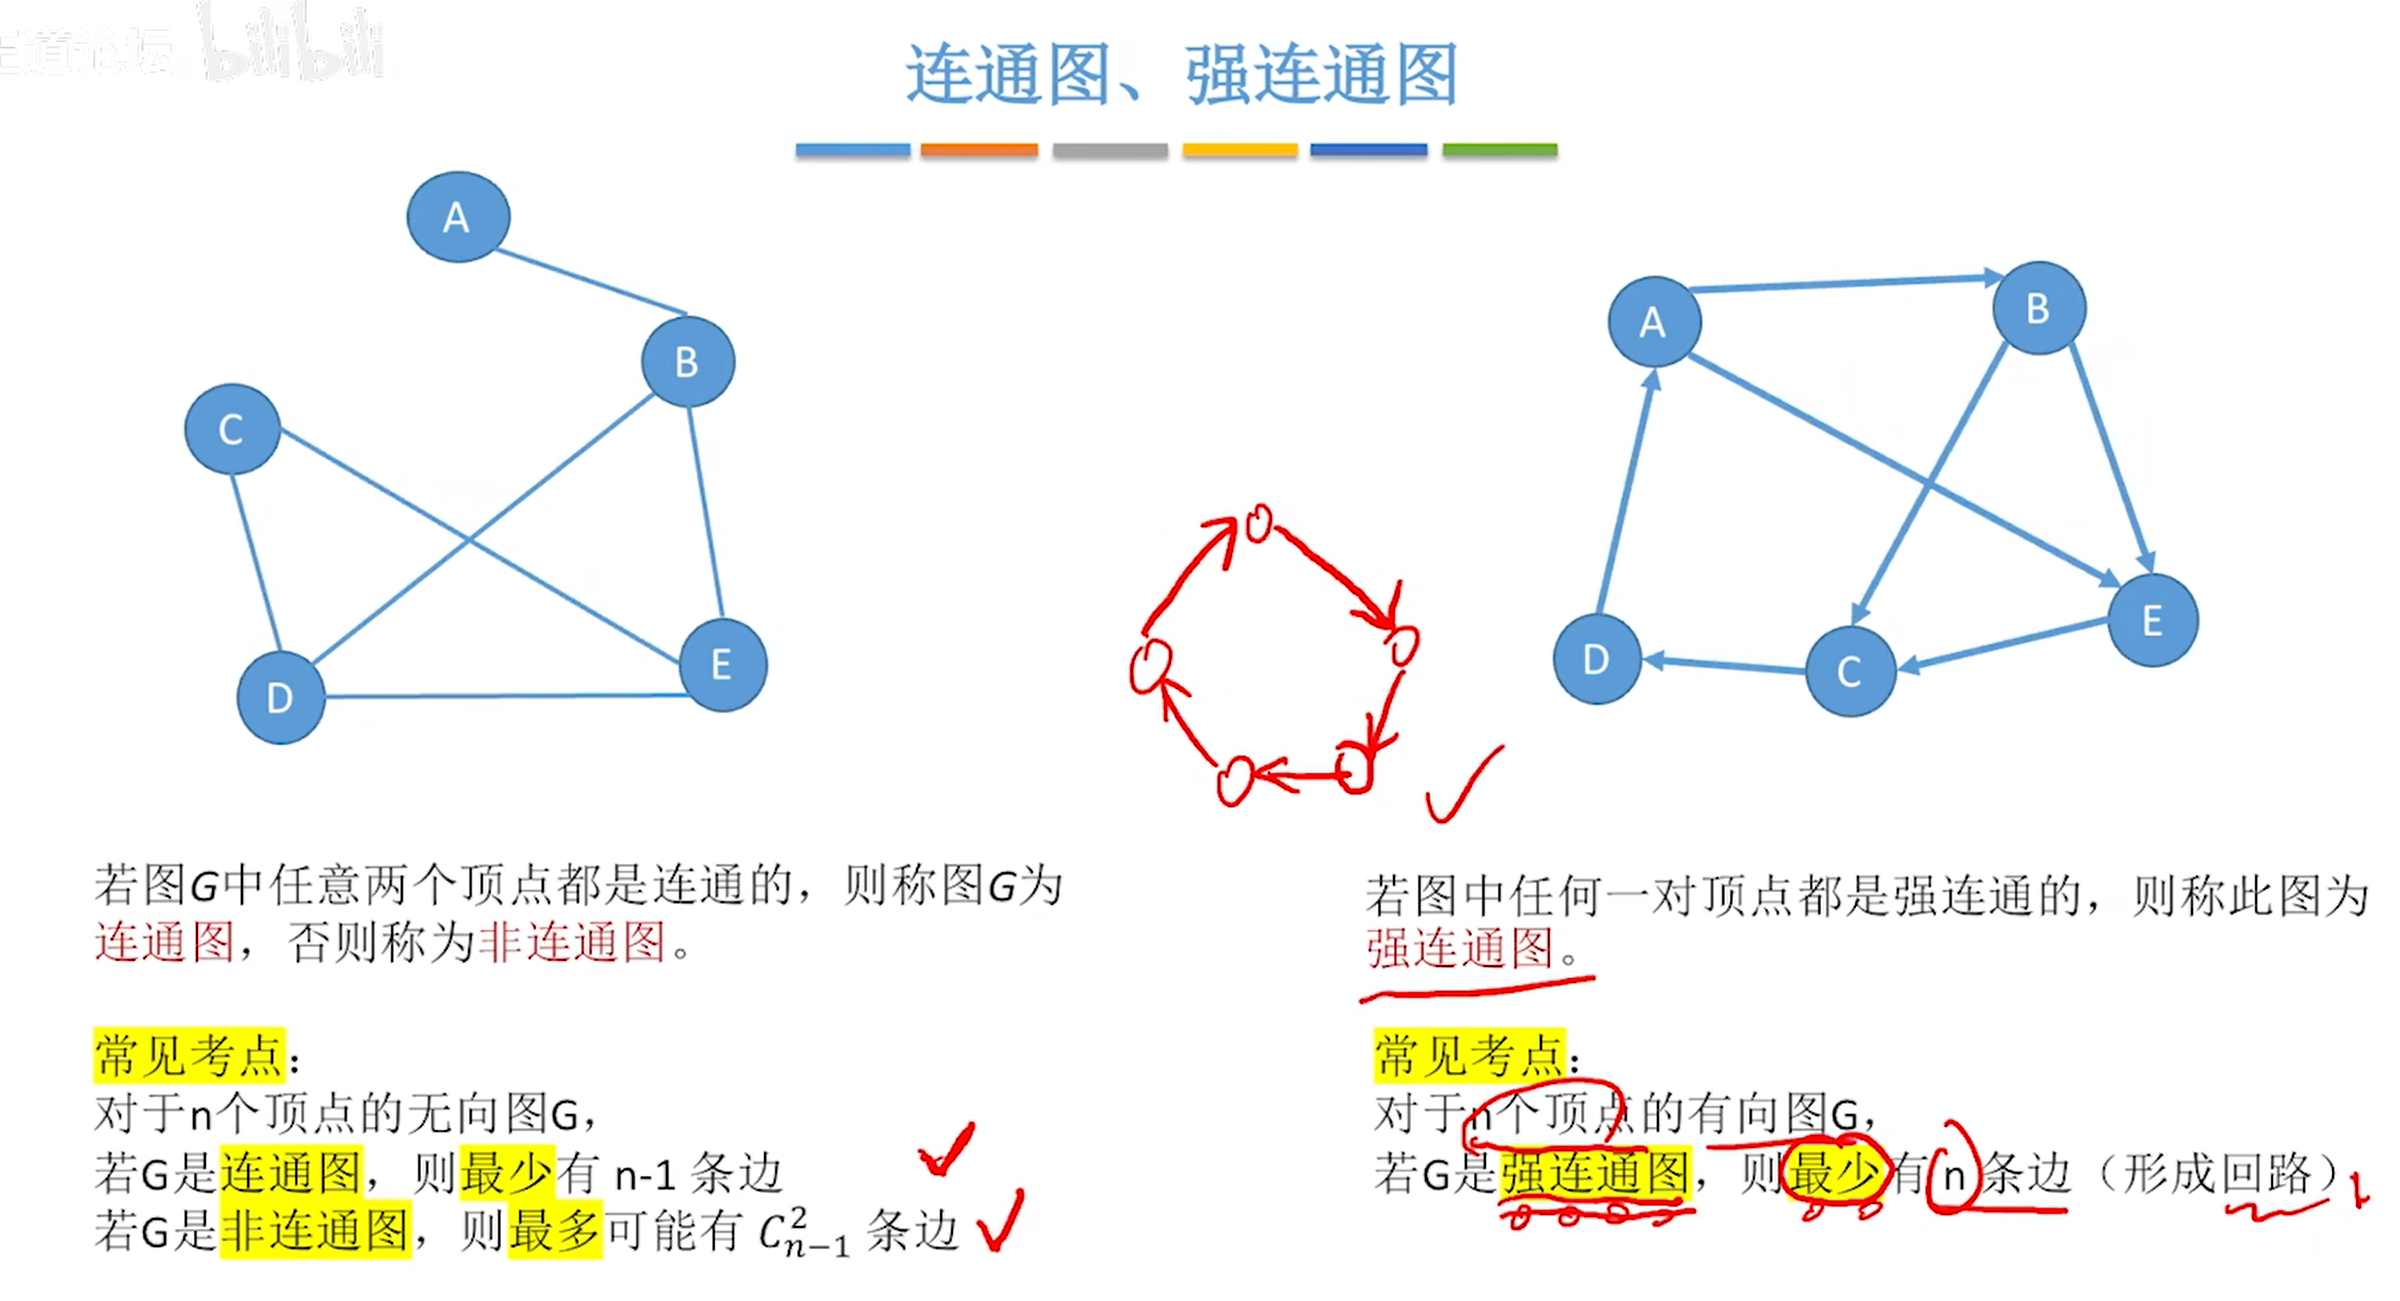 道论坛 bilibili
连通图、强连通图
A
B
C
D
E
A
B
D
C
E
若图G中任意两个顶点都是连通的，则称图G为
连通图，否则称为非连通图。
常见考点：
对于n个顶点的无向图G，
若G是连通图，则最少有 n-1 条边
若G是非连通图，则最多可能有 C²ₙ₋₁ 条边
若图中任何一对顶点都是强连通的，则称此图为
强连通图。
常见考点：
对于n个顶点的有向图G，
若G是强连通图，则最少有 n 条边（形成回路）